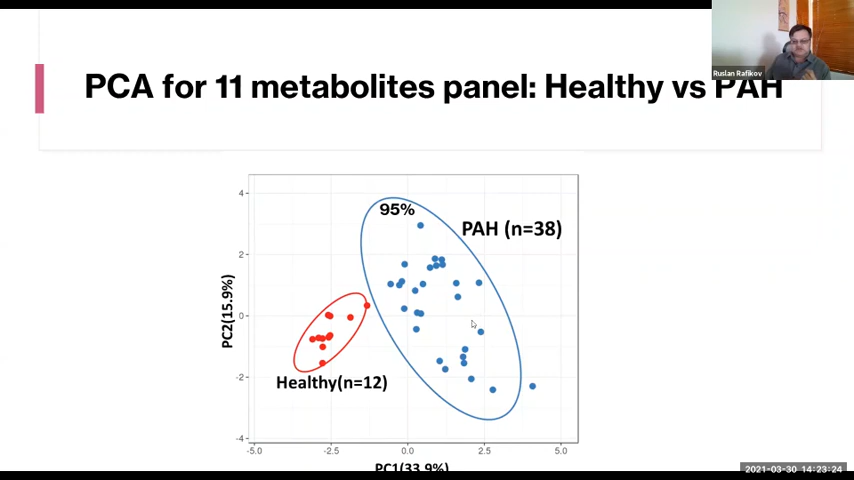 Ruslan Rafikov
PCA for 11 metabolites panel: Healthy vs PAH
95%
PAH (n=38)
Healthy(n=12)
PC2(15.9%)
4
2
0
-2
-4
-5.0
-2.5
0.0
2.5
5.0
PC1(33.9%)
2021-03-30 14:23:24